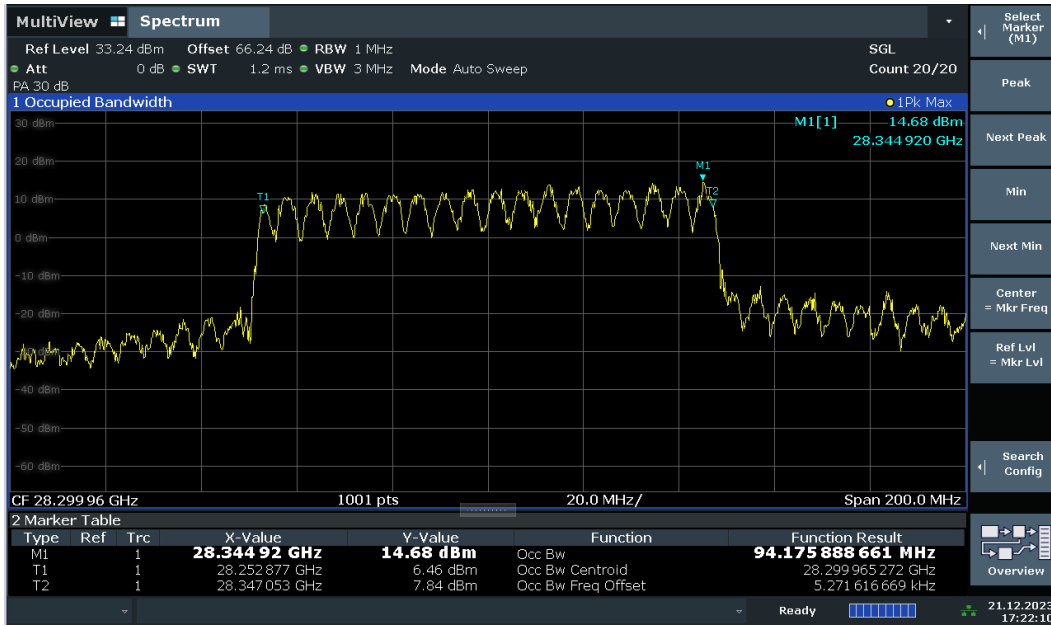 MultiView Spectrum
Ref Level 33.24 dBm Offset 66.24 dB RBW 1 MHz SGL
Att 0 dB SWT 1.2 ms VBW 3 MHz Mode Auto Sweep Count 20/20
PA 30 dB
1 Occupied Bandwidth 1Pk Max
M1[1] 14.68 dBm
28.344 920 GHz
30 dBm
20 dBm
10 dBm
0 dBm
-10 dBm
-20 dBm
-40 dBm
-50 dBm
-60 dBm
T1
M1
T2
CF 28.299 96 GHz 1001 pts 20.0 MHz/ Span 200.0 MHz
2 Marker Table
Type Ref Trc X-Value Y-Value Function Function Result
M1 1 28.344 92 GHz 14.68 dBm Occ Bw 94.175 888 661 MHz
T1 1 28.252 877 GHz 6.46 dBm Occ Bw Centroid 28.299 965 272 GHz
T2 1 28.347 053 GHz 7.84 dBm Occ Bw Freq Offset 5.271 616 669 kHz
Ready
21.12.2023
17:22:10
Select
Marker
(M1)
Peak
Next Peak
Min
Next Min
Center
= Mkr Freq
Ref Lvl
= Mkr Lvl
Search
Config
Overview